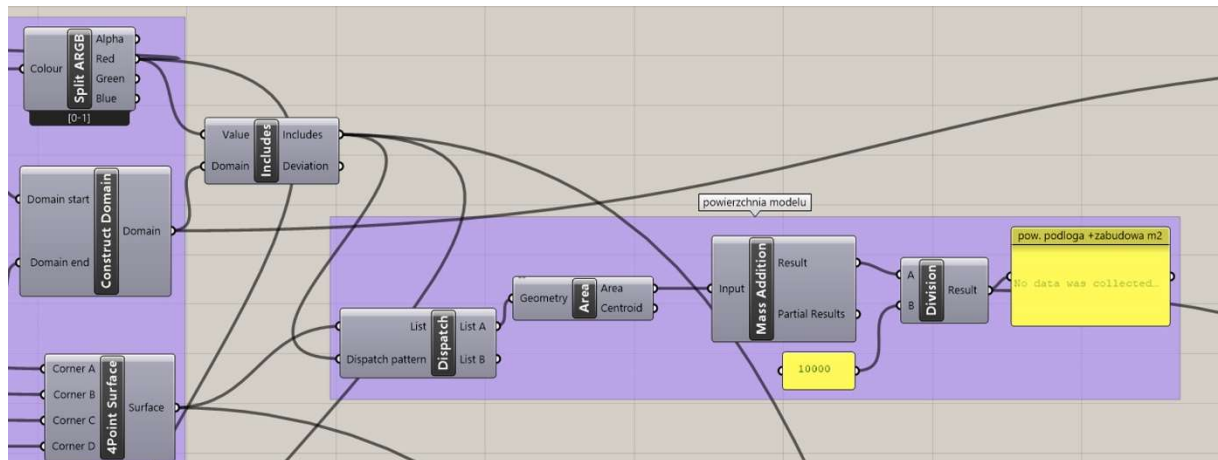 Colour
Split ARGB
Alpha
Red
Green
Blue
[0-1]
Value
Domain
Includes
Includes
Deviation
Domain start
Domain end
Construct Domain
Domain
powierzchnia modelu
List
Dispatch pattern
Dispatch
List A
List B
Geometry
Area
Area
Centroid
Input
Mass Addition
Result
Partial Results
10000
A
B
Division
Result
pow. podloga +zabudowa m2
No data was collected...
Corner A
Corner B
Corner C
Corner D
4Point Surface
Surface